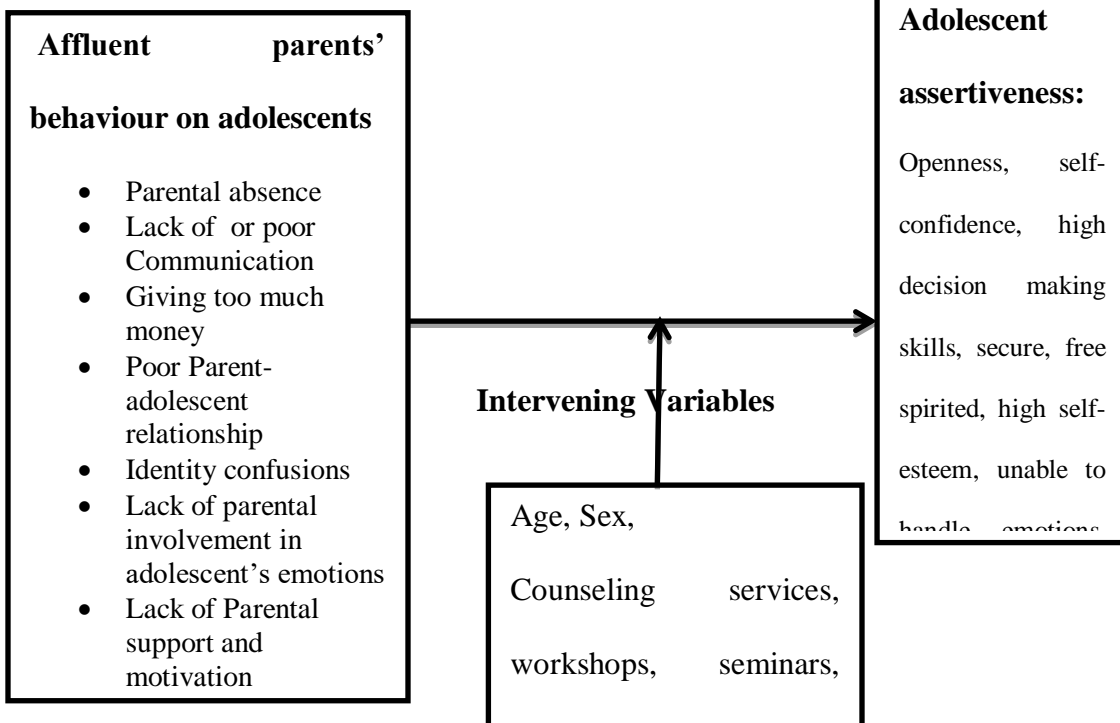 Affluent parents’
behaviour on adolescents
• Parental absence
• Lack of or poor
Communication
• Giving too much
money
• Poor Parent-
adolescent
relationship
• Identity confusions
• Lack of parental
involvement in
adolescent’s emotions
• Lack of Parental
support and
motivation
Intervening Variables
Age, Sex,
Counseling services,
workshops, seminars,
Adolescent
assertiveness:
Openness, self-
confidence, high
decision making
skills, secure, free
spirited, high self-
esteem, unable to
handle emotions